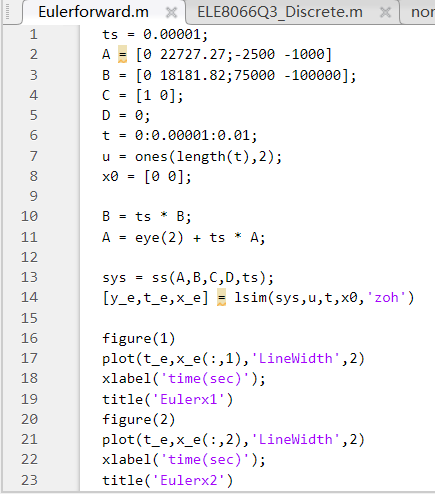 Eulerforward.m ELE8066Q3_Discrete.m nor
1 ts = 0.00001;
2 A = [0 22727.27;-2500 -1000]
3 B = [0 18181.82;75000 -100000];
4 C = [1 0];
5 D = 0;
6 t = 0:0.00001:0.01;
7 u = ones(length(t),2);
8 x0 = [0 0];
9
10 B = ts * B;
11 A = eye(2) + ts * A;
12
13 sys = ss(A,B,C,D,ts);
14 [y_e,t_e,x_e] = lsim(sys,u,t,x0,'zoh')
15
16 figure(1)
17 plot(t_e,x_e(:,1),'LineWidth',2)
18 xlabel('time(sec)');
19 title('Eulerx1')
20 figure(2)
21 plot(t_e,x_e(:,2),'LineWidth',2)
22 xlabel('time(sec)');
23 title('Eulerx2')